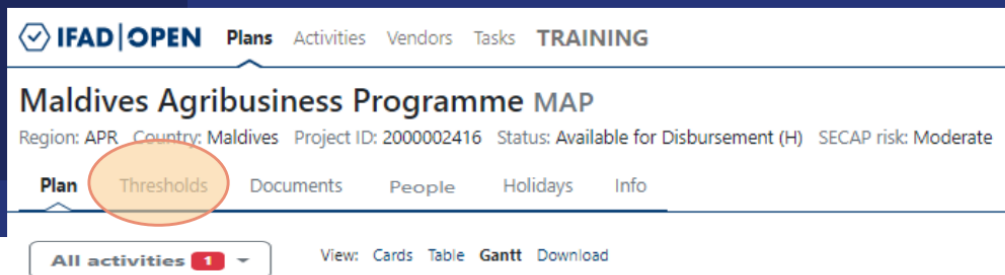 IFAD|OPEN Plans Activities Vendors Tasks TRAINING
Maldives Agribusiness Programme MAP
Region: APR Country: Maldives Project ID: 2000002416 Status: Available for Disbursement (H) SECAP risk: Moderate
Plan Thresholds Documents People Holidays Info
All activities 1 View: Cards Table Gantt Download